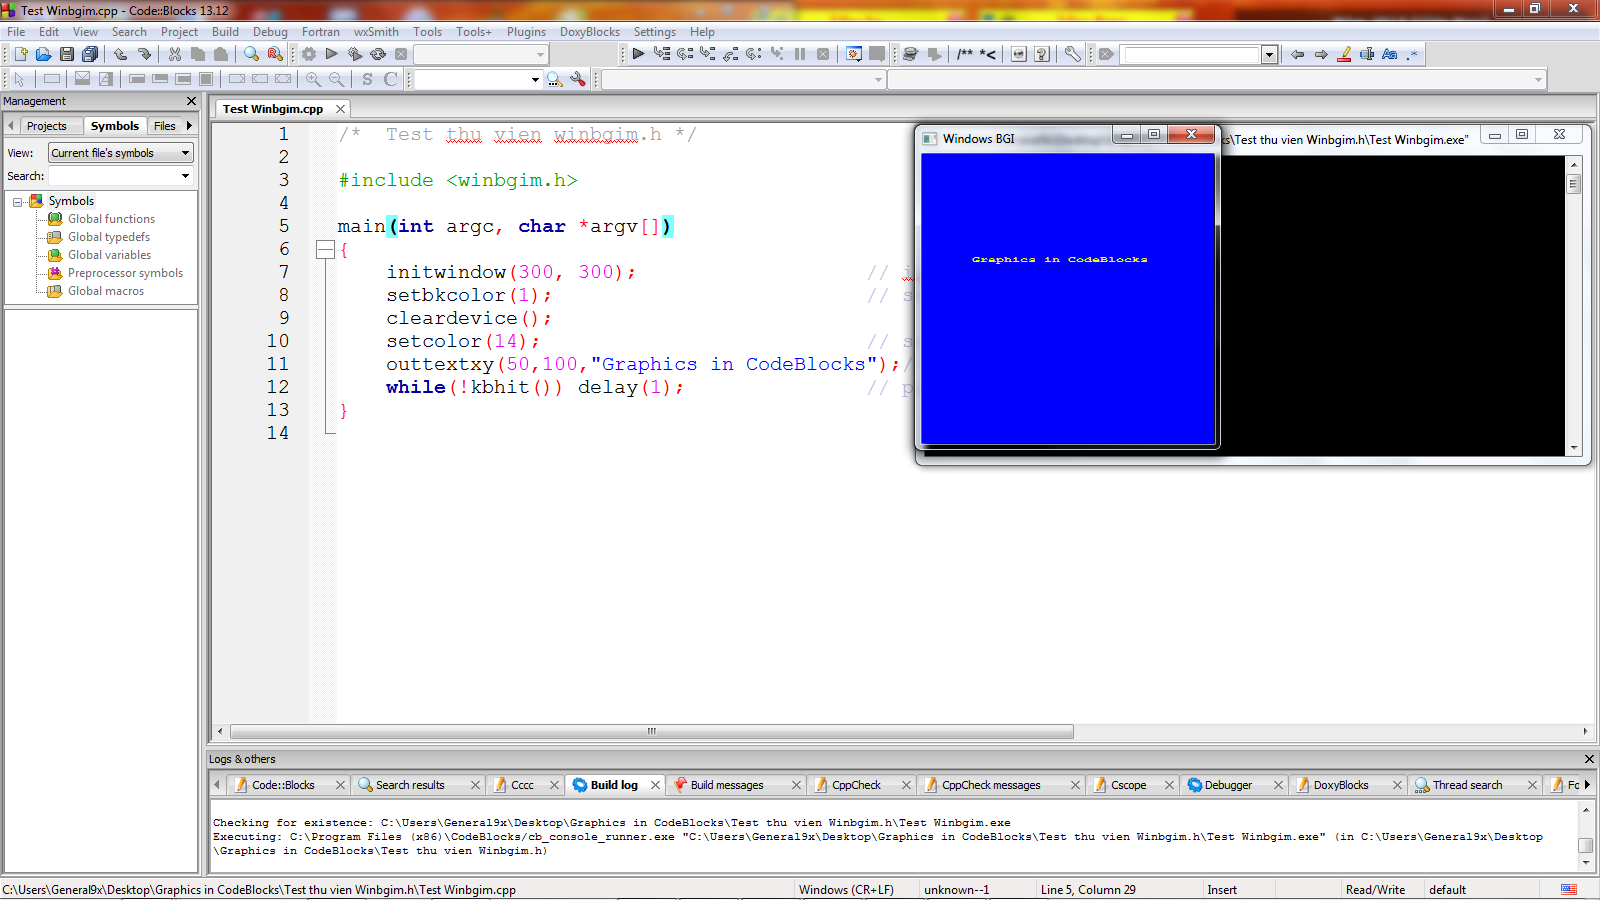 Test Winbgim.cpp - Code::Blocks 13.12
File Edit View Search Project Build Debug Fortran wxSmith Tools Tools+ Plugins DoxyBlocks Settings Help
/** *<
S C
Aa .*
Management
Projects Symbols Files
View: Current file's symbols
Search:
Symbols
Global functions
Global typedefs
Global variables
Preprocessor symbols
Global macros
Test Winbgim.cpp
1 /* Test thu vien winbgim.h */
2
3 #include <winbgim.h>
4
5 main(int argc, char *argv[])
6 {
7 initwindow(300, 300); // i
8 setbkcolor(1); // s
9 cleardevice();
10 setcolor(14); // s
11 outtextxy(50,100,"Graphics in CodeBlocks");/
12 while(!kbhit()) delay(1); // p
13 }
14
Windows BGI
s\Test thu vien Winbgim.h\Test Winbgim.exe"
Graphics in CodeBlocks
Logs & others
Code::Blocks Search results Cccc Build log Build messages CppCheck CppCheck messages Cscope Debugger DoxyBlocks Thread search Fo
Checking for existence: C:\Users\General9x\Desktop\Graphics in CodeBlocks\Test thu vien Winbgim.h\Test Winbgim.exe
Executing: C:\Program Files (x86)\CodeBlocks/cb_console_runner.exe "C:\Users\General9x\Desktop\Graphics in CodeBlocks\Test thu vien Winbgim.h\Test Winbgim.exe" (in C:\Users\General9x\Desktop
\Graphics in CodeBlocks\Test thu vien Winbgim.h)
C:\Users\General9x\Desktop\Graphics in CodeBlocks\Test thu vien Winbgim.h\Test Winbgim.cpp Windows (CR+LF) unknown--1 Line 5, Column 29 Insert Read/Write default